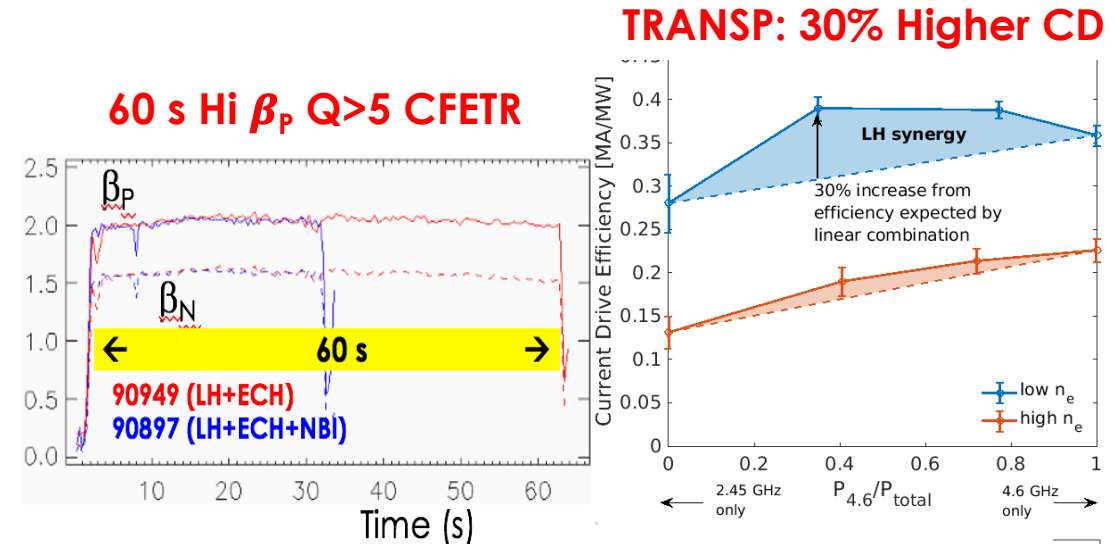 TRANSP: 30% Higher CD
60 s Hi βP Q>5 CFETR
2.5
2.0
1.5
1.0
0.5
0.0
βP
βN
← 60 s →
90949 (LH+ECH)
90897 (LH+ECH+NBI)
10 20 30 40 50 60
Time (s)
Current Drive Efficiency [MA/MW]
0.4
0.35
0.3
0.25
0.2
0.15
0.1
0.05
0
LH synergy
30% increase from
efficiency expected by
linear combination
low ne
high ne
0 0.2 0.4 0.6 0.8 1
2.45 GHz
only
P4.6/Ptotal
4.6 GHz
only